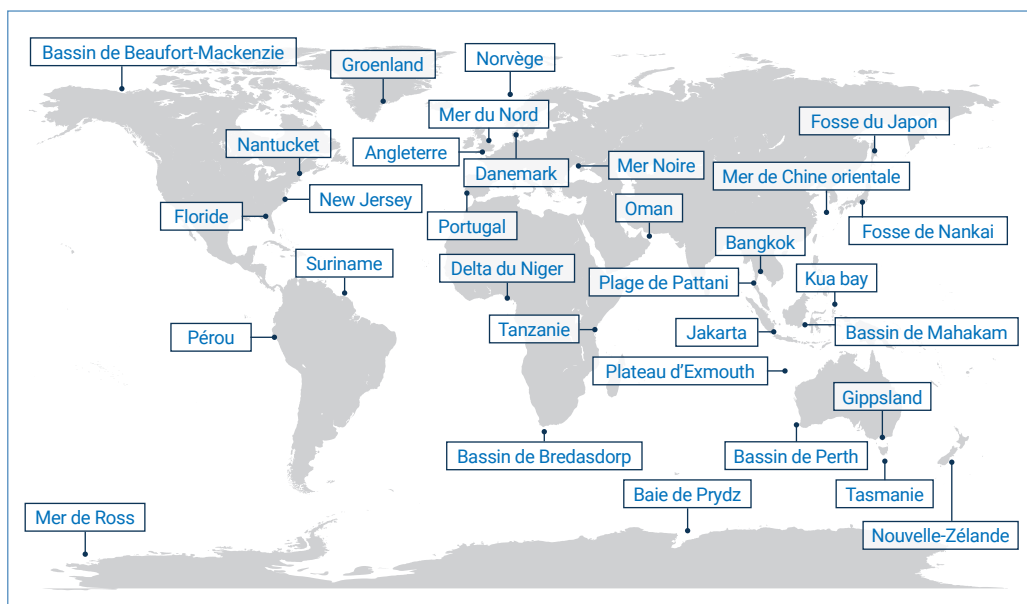 Bassin de Beaufort-Mackenzie
Groenland
Norvège
Mer du Nord
Fosse du Japon
Nantucket
Angleterre
Danemark
Mer Noire
Mer de Chine orientale
New Jersey
Floride
Portugal
Oman
Fosse de Nankai
Bangkok
Suriname
Delta du Niger
Plage de Pattani
Kua bay
Pérou
Tanzanie
Jakarta
Bassin de Mahakam
Plateau d’Exmouth
Gippsland
Bassin de Bredasdorp
Bassin de Perth
Baie de Prydz
Tasmanie
Mer de Ross
Nouvelle-Zélande